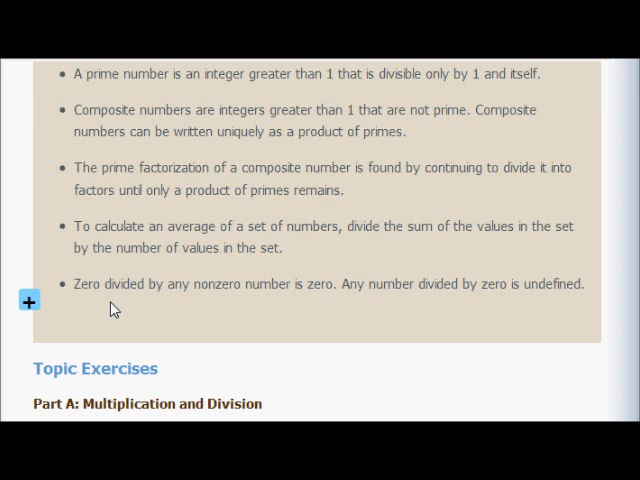 A prime number is an integer greater than 1 that is divisible only by 1 and itself.
Composite numbers are integers greater than 1 that are not prime. Composite
numbers can be written uniquely as a product of primes.
The prime factorization of a composite number is found by continuing to divide it into
factors until only a product of primes remains.
To calculate an average of a set of numbers, divide the sum of the values in the set
by the number of values in the set.
Zero divided by any nonzero number is zero. Any number divided by zero is undefined.
+
Topic Exercises
Part A: Multiplication and Division